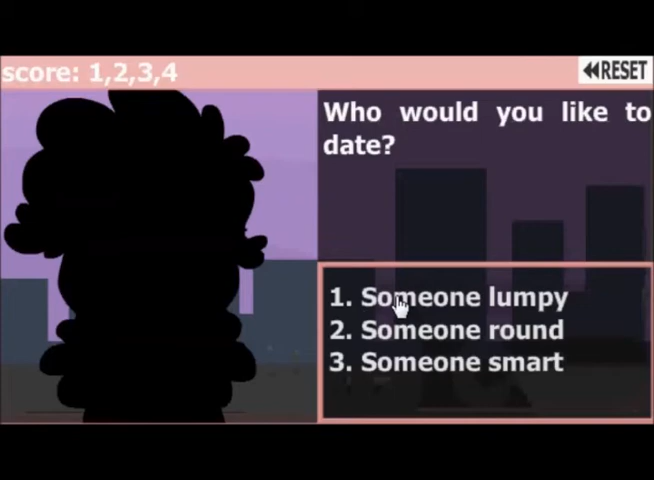 score: 1,2,3,4
RESET
Who would you like to
date?
1. Someone lumpy
2. Someone round
3. Someone smart